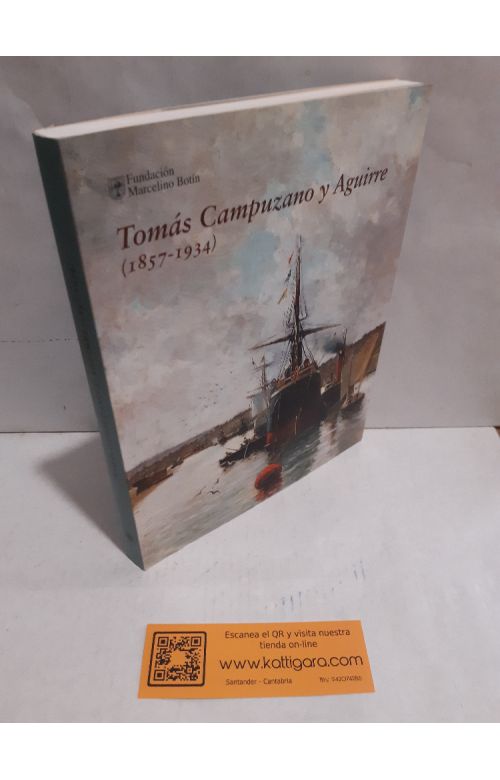 Fundación
Marcelino Botín
Tomás Campuzano y Aguirre
(1857-1934)
Escanea el QR y visita nuestra
tienda on-line
www.kattigara.com
Santander - Cantabria